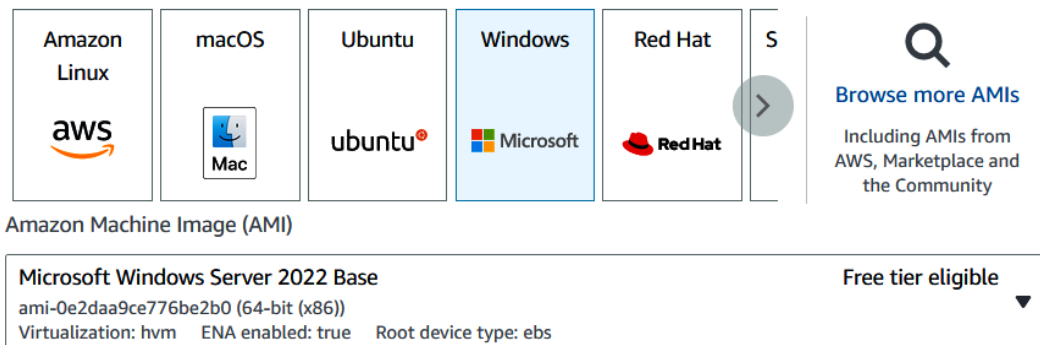 Amazon
Linux
aws
macOS
Mac
Ubuntu
ubuntu
Windows
Microsoft
Red Hat
Red Hat
S
Browse more AMIs
Including AMIs from
AWS, Marketplace and
the Community
Amazon Machine Image (AMI)
Microsoft Windows Server 2022 Base
Free tier eligible
ami-0e2daa9ce776be2b0 (64-bit (x86))
Virtualization: hvm ENA enabled: true Root device type: ebs